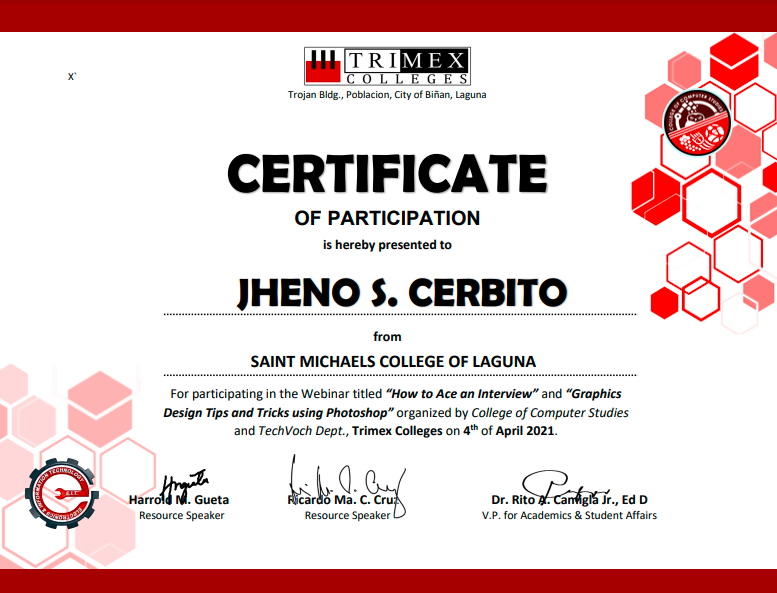 TRIMEX
COLLEGES
Trojan Bldg., Poblacion, City of Biñan, Laguna
X`
COLLEGE OF COMPUTER STUDIES
CERTIFICATE
OF PARTICIPATION
is hereby presented to
JHENO S. CERBITO
from
SAINT MICHAELS COLLEGE OF LAGUNA
For participating in the Webinar titled “How to Ace an Interview” and “Graphics
Design Tips and Tricks using Photoshop” organized by College of Computer Studies
and TechVoch Dept., Trimex Colleges on 4th of April 2021.
Harrold M. Gueta
Resource Speaker
Ricardo Ma. C. Cruz
Resource Speaker
Dr. Rito A. Camigla Jr., Ed D
V.P. for Academics & Student Affairs
ELECTRONICS & INFORMATION TECHNOLOGY